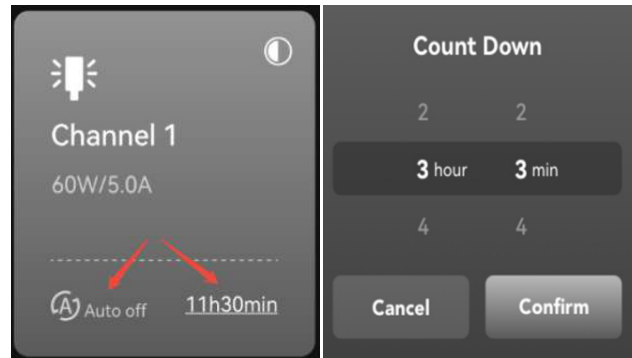 Channel 1
60W/5.0A
A Auto off 11h30min
Count Down
2 2
3 hour 3 min
4 4
Cancel Confirm